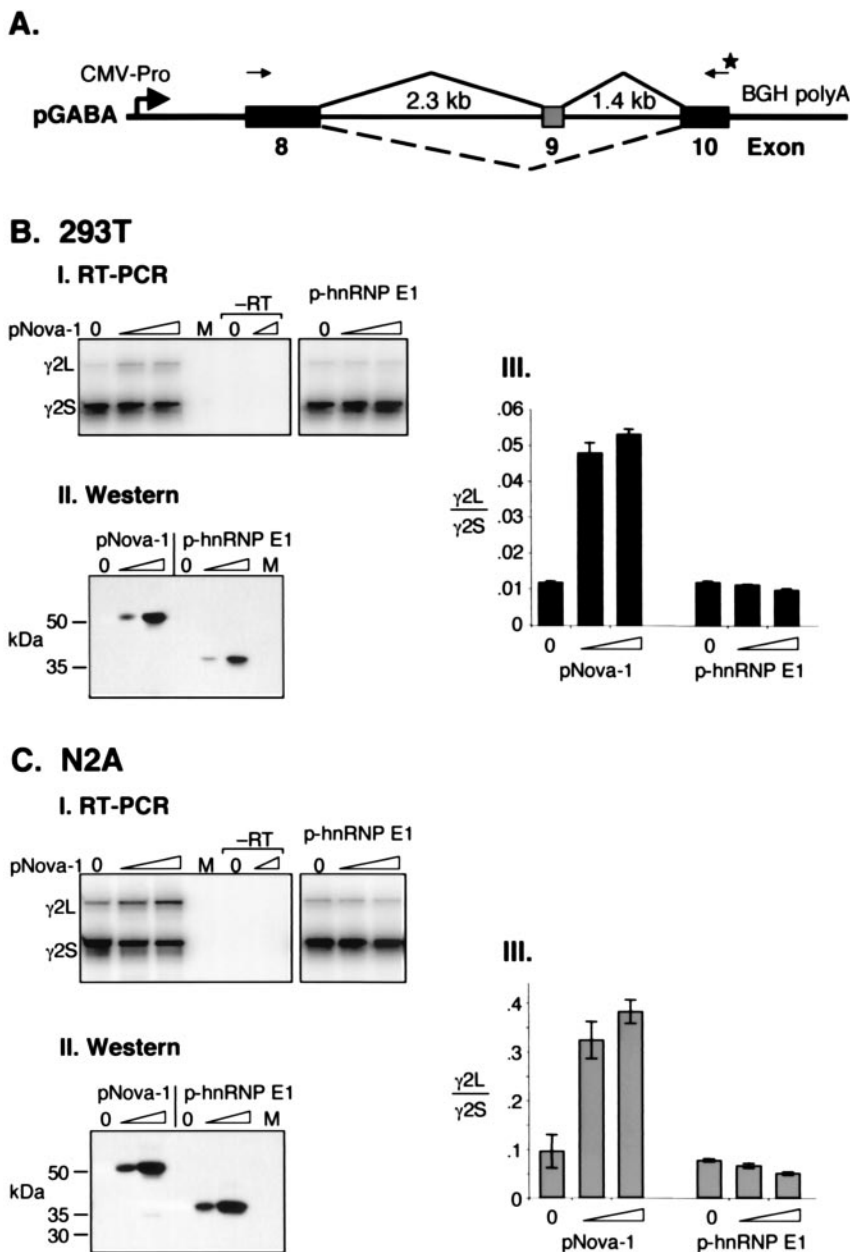 A.
CMV-Pro
pGABA
2.3 kb
1.4 kb
BGH polyA
8
9
10
Exon
B. 293T
I. RT-PCR
–RT
p-hnRNP E1
pNova-1 0 M 0 0
γ2L
γ2S
II. Western
pNova-1 p-hnRNP E1
0 0 M
50
kDa
35
III.
.06
.05
.04
.03
.02
.01
0
γ2L
γ2S
0 0
pNova-1 p-hnRNP E1
C. N2A
I. RT-PCR
–RT
p-hnRNP E1
pNova-1 0 M 0 0
γ2L
γ2S
II. Western
pNova-1 p-hnRNP E1
0 0 M
50
kDa
35
30
III.
.4
.3
.2
.1
0
γ2L
γ2S
0 0
pNova-1 p-hnRNP E1